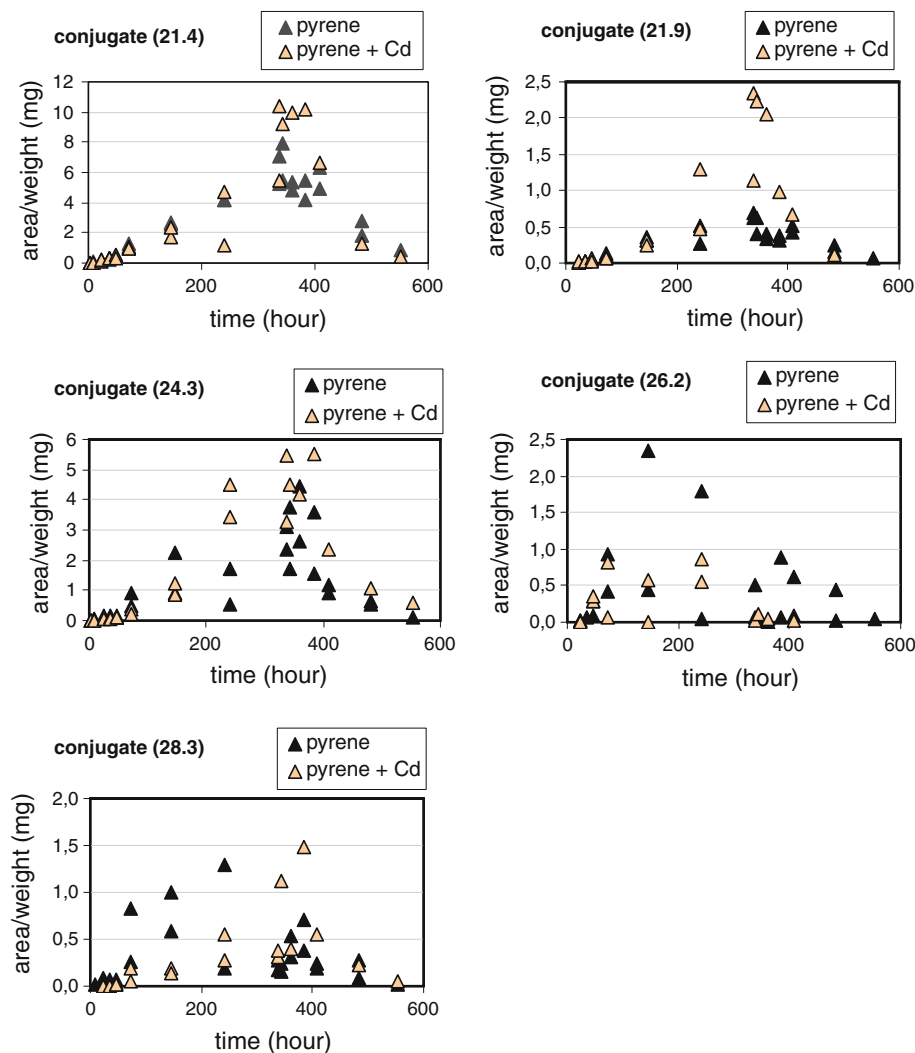 conjugate (21.4)
pyrene
pyrene + Cd
area/weight (mg)
12
10
8
6
4
2
0
0 200 400 600
time (hour)
conjugate (21.9)
pyrene
pyrene + Cd
area/weight (mg)
2,5
2,0
1,5
1,0
0,5
0,0
0 200 400 600
time (hour)
conjugate (24.3)
pyrene
pyrene + Cd
area/weight (mg)
6
5
4
3
2
1
0
0 200 400 600
time (hour)
conjugate (26.2)
pyrene
pyrene + Cd
area/weight (mg)
2,5
2,0
1,5
1,0
0,5
0,0
0 200 400 600
time (hour)
conjugate (28.3)
pyrene
pyrene + Cd
area/weight (mg)
2,0
1,5
1,0
0,5
0,0
0 200 400 600
time (hour)